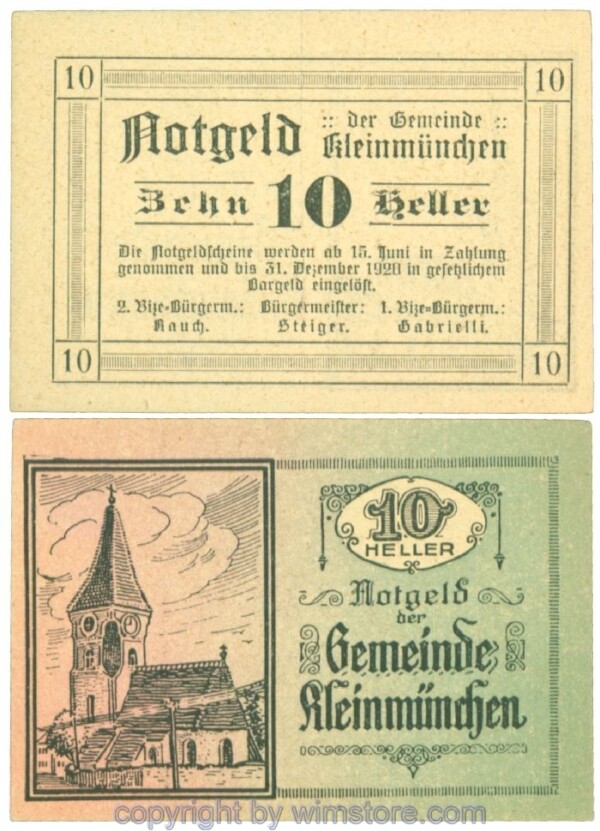 10 10
Notgeld :: der Gemeinde ::
Kleinmünchen
Zehn 10 Heller
Die Notgeldscheine werden ab 15. Juni in Zahlung
genommen und bis 31. Dezember 1920 in gesetzlichem
Bargeld eingelöst.
2. Vize=Bürgerm.: Bürgermeister: 1. Vize=Bürgerm.:
Rauch. Steiger. Gabrielli.
10 10
10
HELLER
Notgeld
der
Gemeinde
Kleinmünchen
copyright by wimstore.com